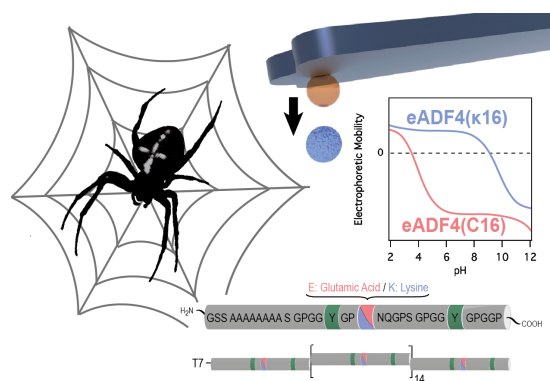 eADF4(κ16)
0
Electrophoretic Mobility
eADF4(C16)
2 4 6 8 10 12
pH
E: Glutamic Acid / K: Lysine
H₂N
GSS AAAAAAAA S GPGG Y GP NQGPS GPGG Y GPGGP
COOH
T7
14